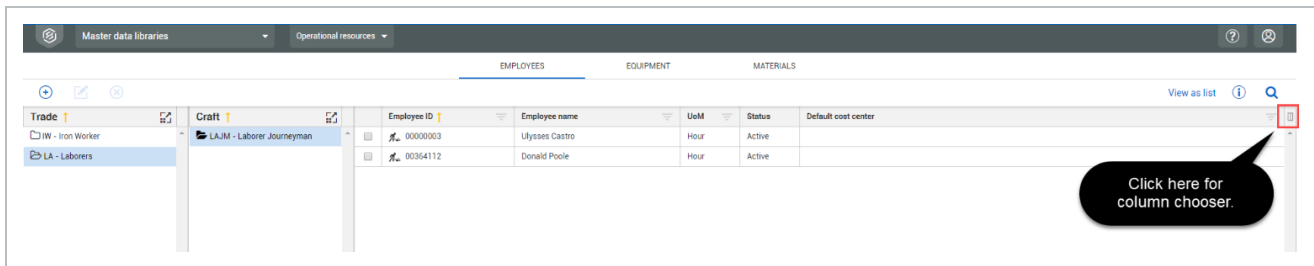 Master data libraries
Operational resources
EMPLOYEES EQUIPMENT MATERIALS
View as list
Trade Craft Employee ID Employee name UoM Status Default cost center
IW - Iron Worker LAJM - Laborer Journeyman 00000003 Ulysses Castro Hour Active
LA - Laborers 00364112 Donald Poole Hour Active
Click here for
column chooser.